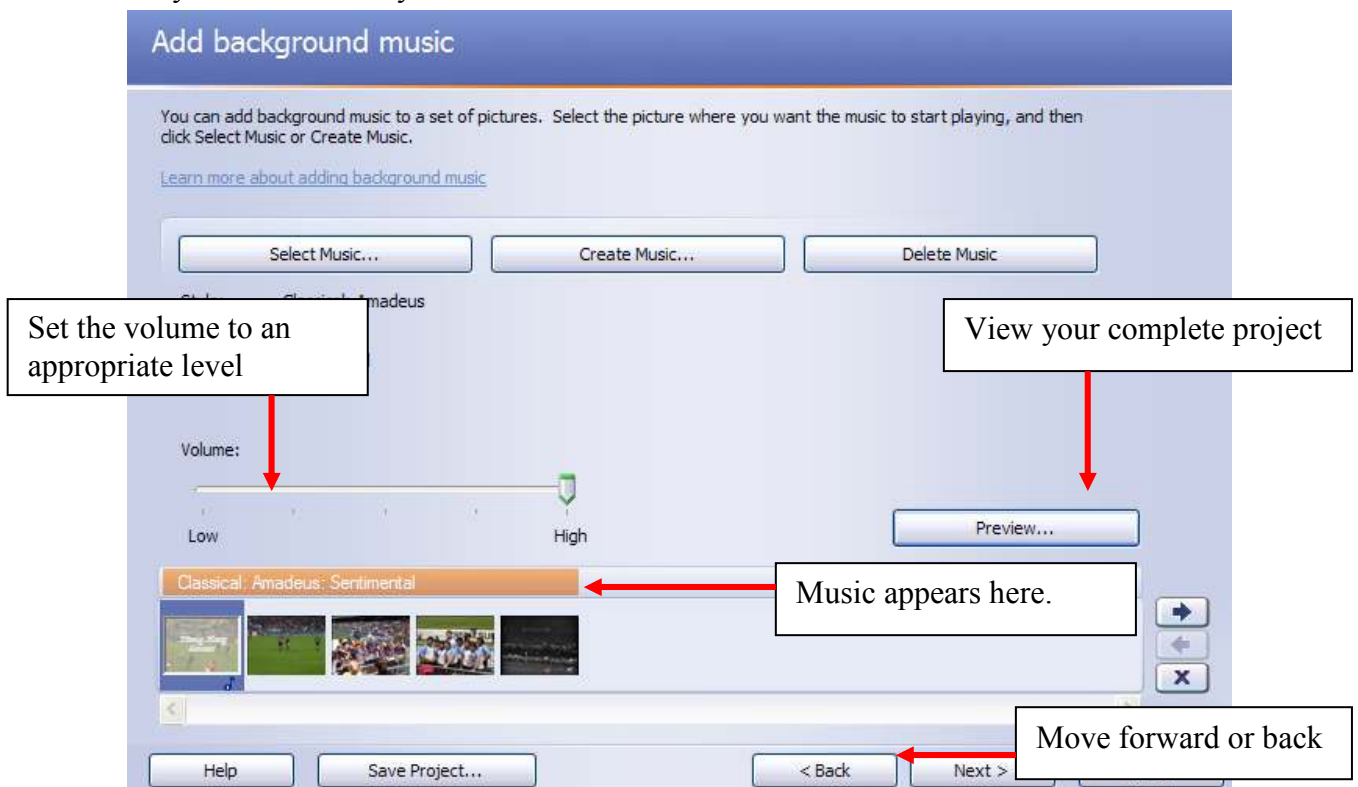 Add background music
You can add background music to a set of pictures. Select the picture where you want the music to start playing, and then
click Select Music or Create Music.
Learn more about adding background music
Select Music...
Create Music...
Delete Music
Amadeus
Set the volume to an
appropriate level
View your complete project
Volume:
Low
High
Preview...
Classical: Amadeus: Sentimental
Music appears here.
Move forward or back
Help
Save Project...
< Back
Next >